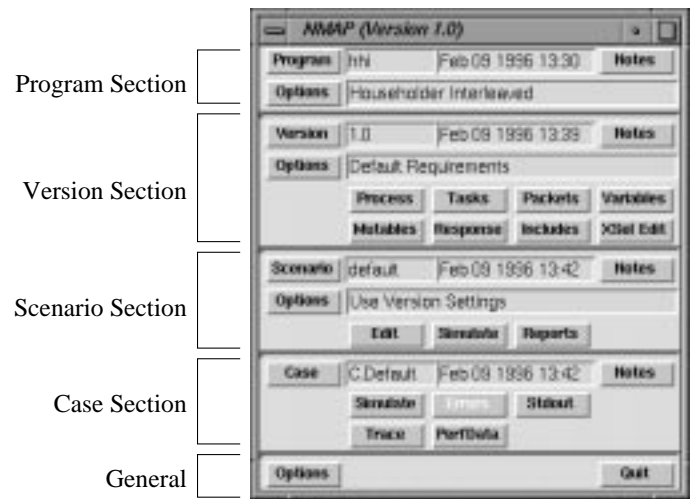 NMAP (Version 1.0)
Program Section
Program hhi Feb 09 1996 13:30 Notes
Options Householder Interleaved
Version Section
Version 1.0 Feb 09 1996 13:39 Notes
Options Default Requirements
Process Tasks Packets Variables
Mutables Response Includes XSel Edit
Scenario Section
Scenario default Feb 09 1996 13:42 Notes
Options Use Version Settings
Edit Simulate Reports
Case Section
Case C.Default Feb 09 1996 13:42 Notes
Simulate Errors Stdout
Trace PerfData
General
Options Quit